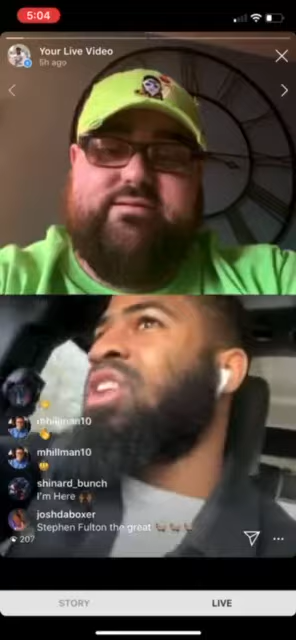 5:04
Your Live Video
5h ago
mhillman10
mhillman10
shinard_bunch
I'm Here
joshdaboxer
Stephen Fulton the great
207
STORY
LIVE